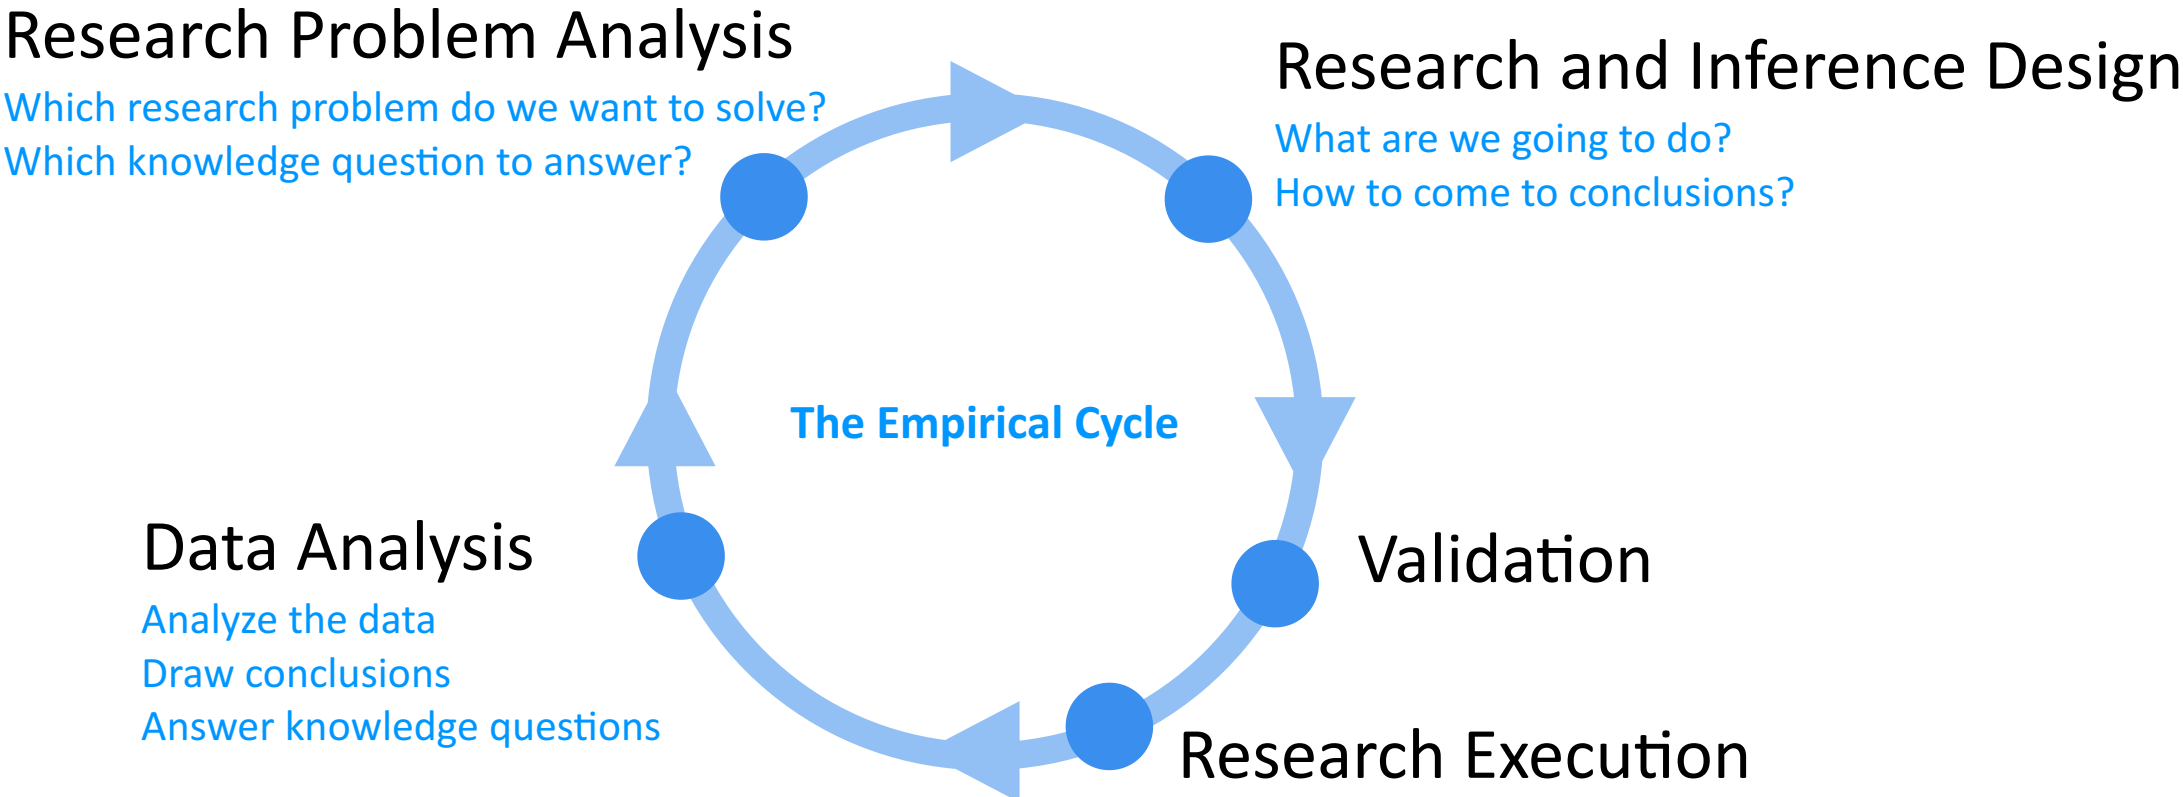 Research Problem Analysis
Which research problem do we want to solve?
Which knowledge question to answer?
Research and Inference Design
What are we going to do?
How to come to conclusions?
The Empirical Cycle
Validation
Research Execution
Data Analysis
Analyze the data
Draw conclusions
Answer knowledge questions